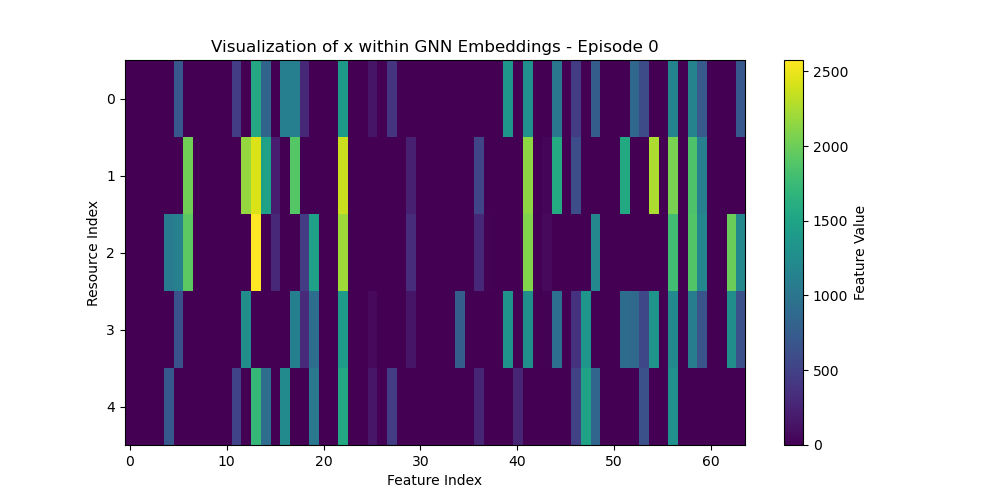 Visualization of x within GNN Embeddings - Episode 0
Resource Index
0
1
2
3
4
0 10 20 30 40 50 60
Feature Index
2500
2000
1500
1000
500
0
Feature Value